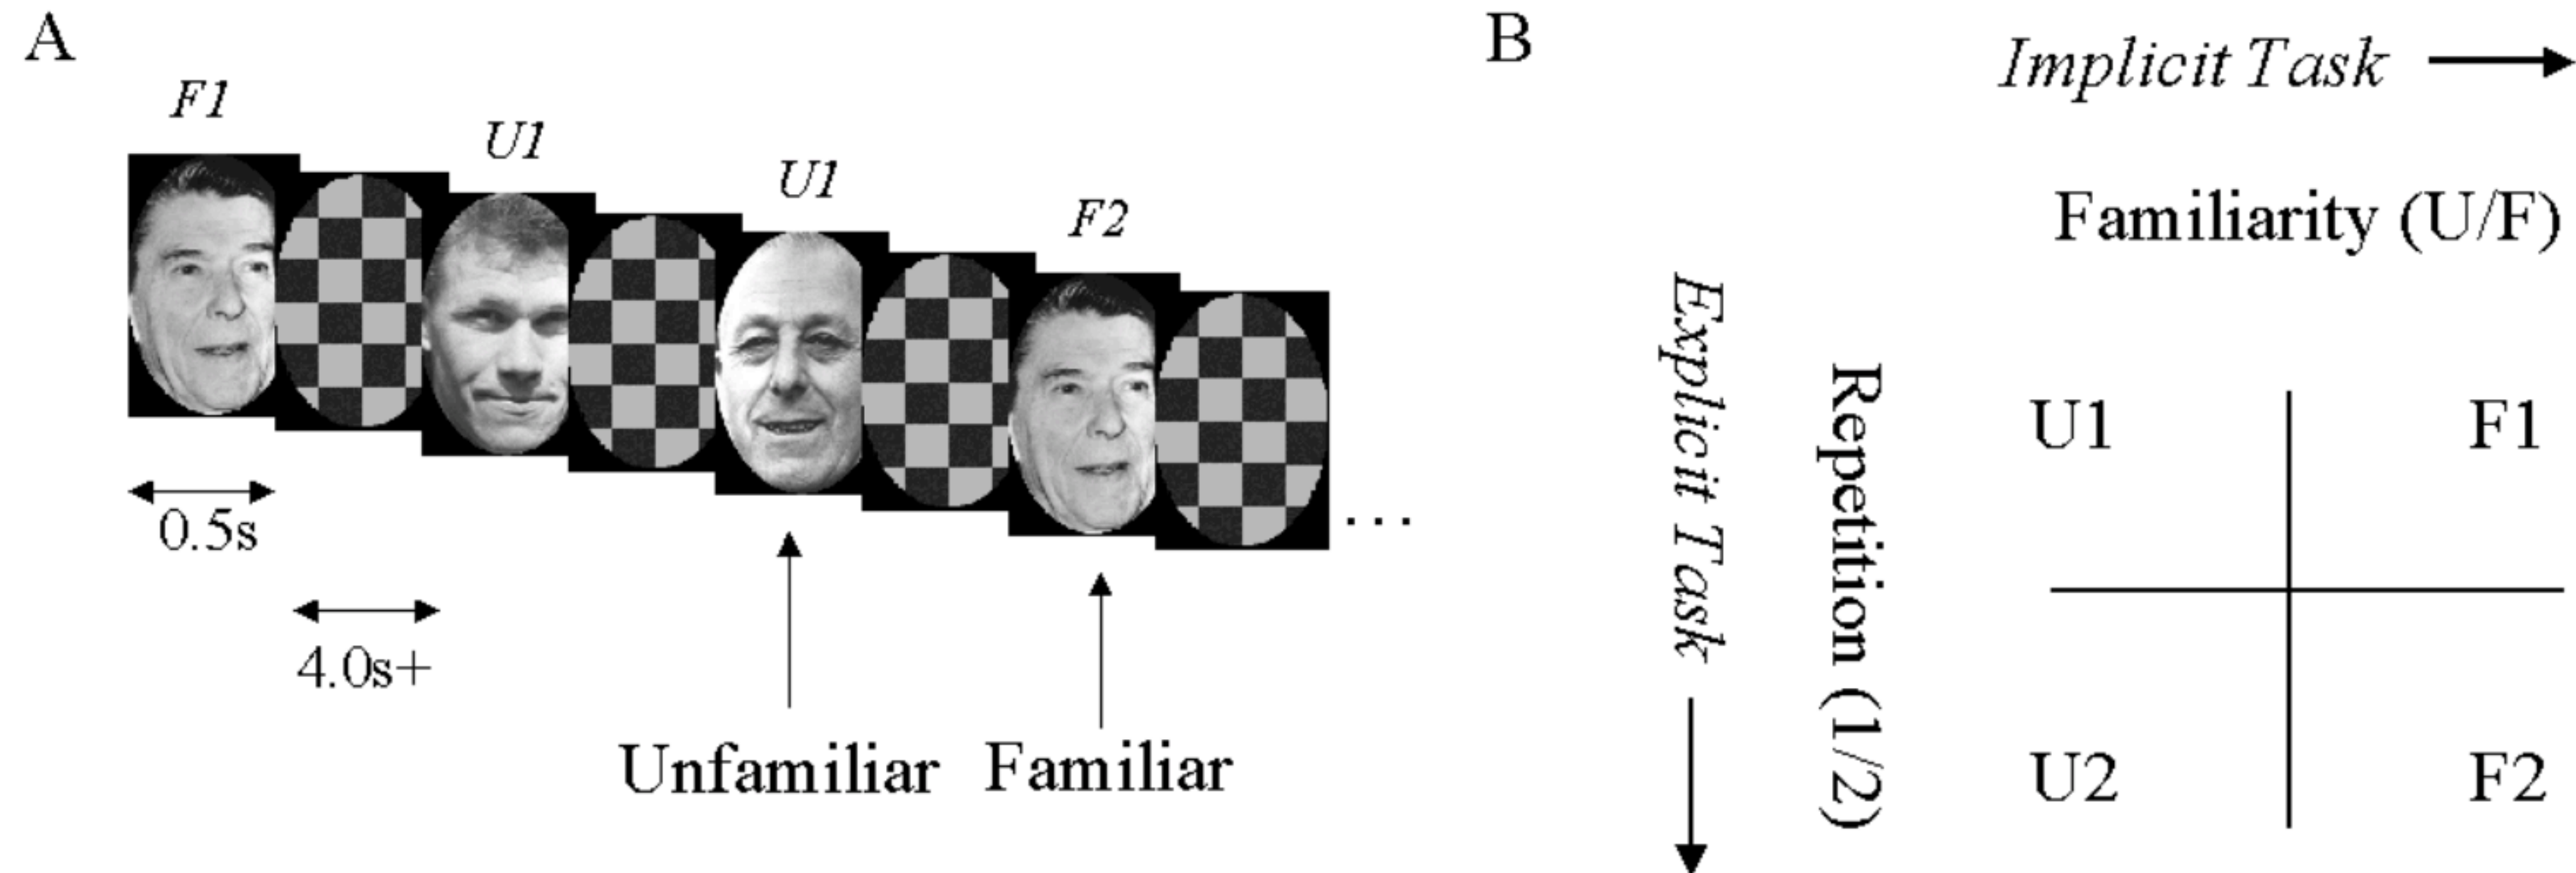 A
F1
U1
U1
F2
0.5s
4.0s+
...
Unfamiliar
Familiar
B
Implicit Task
Familiarity (U/F)
Explicit Task
Repetition (1/2)
U1
F1
U2
F2